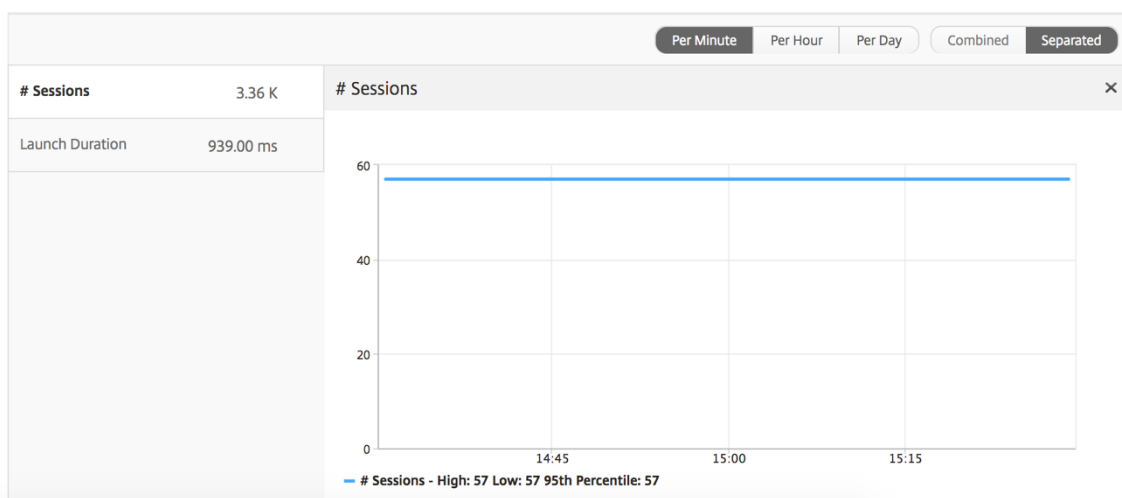 Per Minute Per Hour Per Day Combined Separated
# Sessions 3.36 K
Launch Duration 939.00 ms
# Sessions ×
60
40
20
0
14:45 15:00 15:15
# Sessions - High: 57 Low: 57 95th Percentile: 57